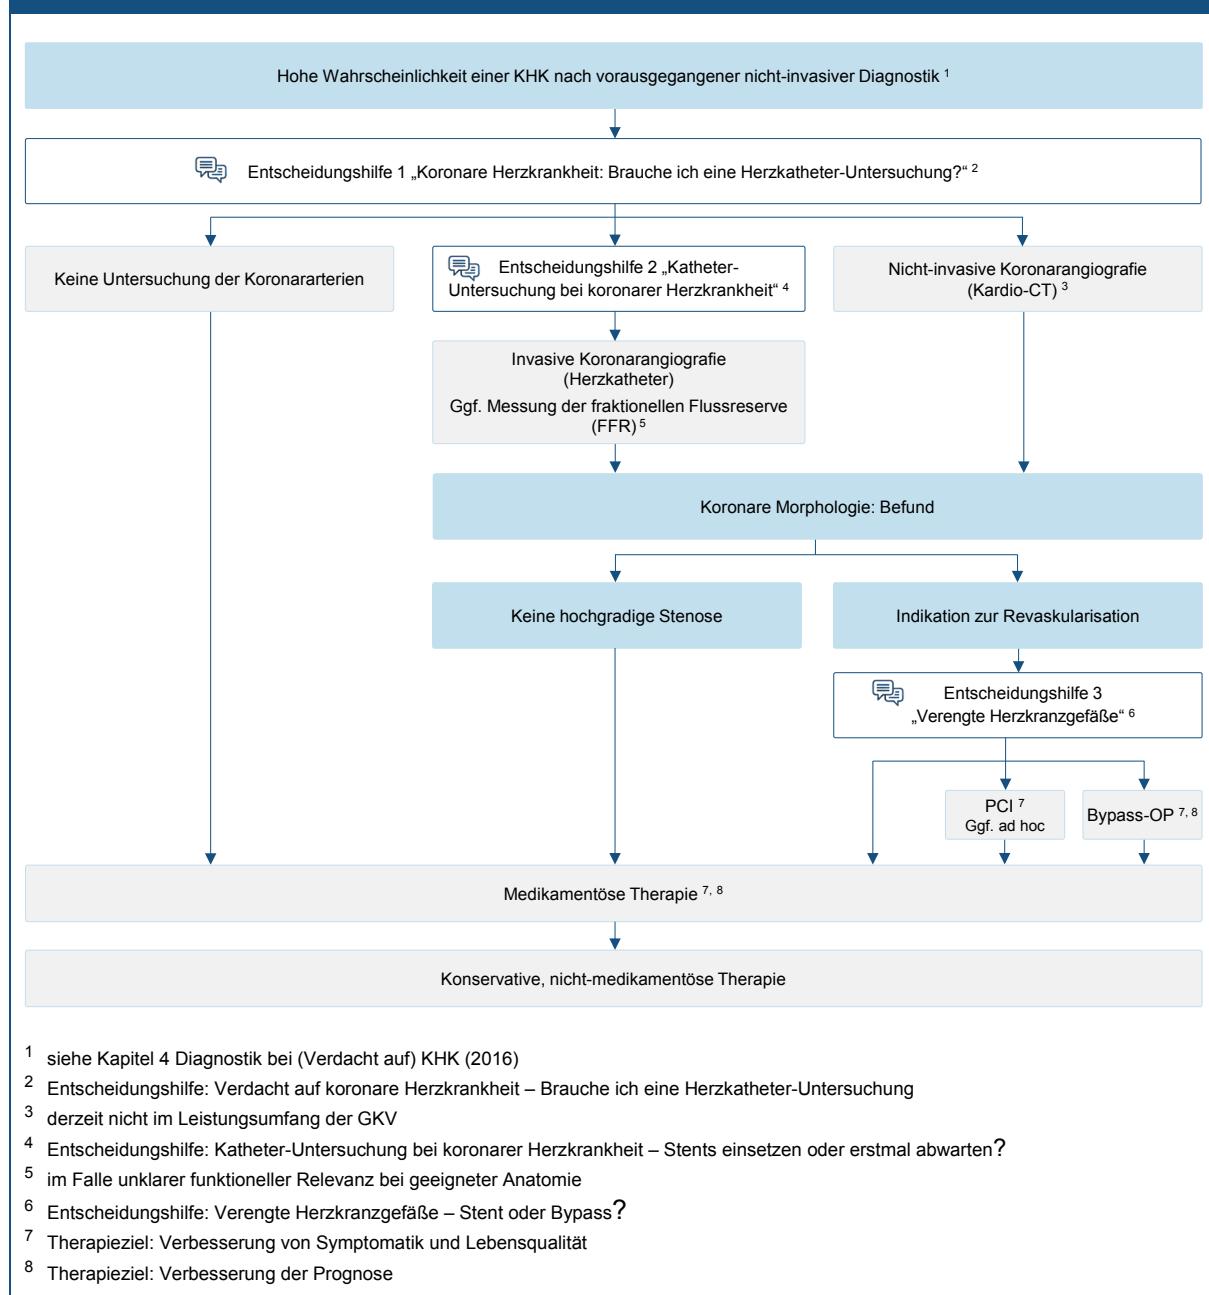 Hohe Wahrscheinlichkeit einer KHK nach vorausgegangener nicht-invasiver Diagnostik 1
Entscheidungshilfe 1 „Koronare Herzkrankheit: Brauche ich eine Herzkatheter-Untersuchung?“ 2
Keine Untersuchung der Koronararterien
Entscheidungshilfe 2 „Katheter-
Untersuchung bei koronarer Herzkrankheit“ 4
Nicht-invasive Koronarangiografie
(Kardio-CT) 3
Invasive Koronarangiografie
(Herzkatheter)
Ggf. Messung der fraktionellen Flussreserve
(FFR) 5
Koronare Morphologie: Befund
Keine hochgradige Stenose
Indikation zur Revaskularisation
Entscheidungshilfe 3
„Verengte Herzkranzgefäße“ 6
PCI 7
Ggf. ad hoc
Bypass-OP 7, 8
Medikamentöse Therapie 7, 8
Konservative, nicht-medikamentöse Therapie
1 siehe Kapitel 4 Diagnostik bei (Verdacht auf) KHK (2016)
2 Entscheidungshilfe: Verdacht auf koronare Herzkrankheit – Brauche ich eine Herzkatheter-Untersuchung
3 derzeit nicht im Leistungsumfang der GKV
4 Entscheidungshilfe: Katheter-Untersuchung bei koronarer Herzkrankheit – Stents einsetzen oder erstmal abwarten?
5 im Falle unklarer funktioneller Relevanz bei geeigneter Anatomie
6 Entscheidungshilfe: Verengte Herzkranzgefäße – Stent oder Bypass?
7 Therapieziel: Verbesserung von Symptomatik und Lebensqualität
8 Therapieziel: Verbesserung der Prognose